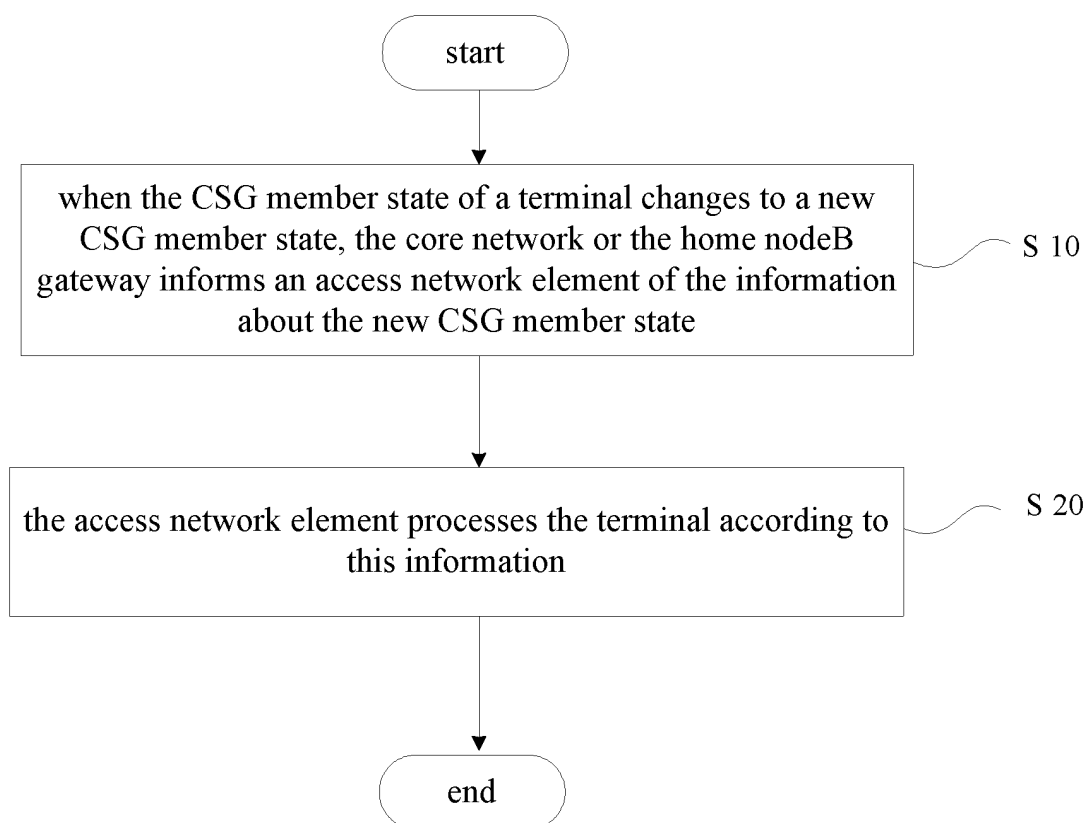 start
when the CSG member state of a terminal changes to a new
CSG member state, the core network or the home nodeB
gateway informs an access network element of the information
about the new CSG member state
S 10
the access network element processes the terminal according to
this information
S 20
end